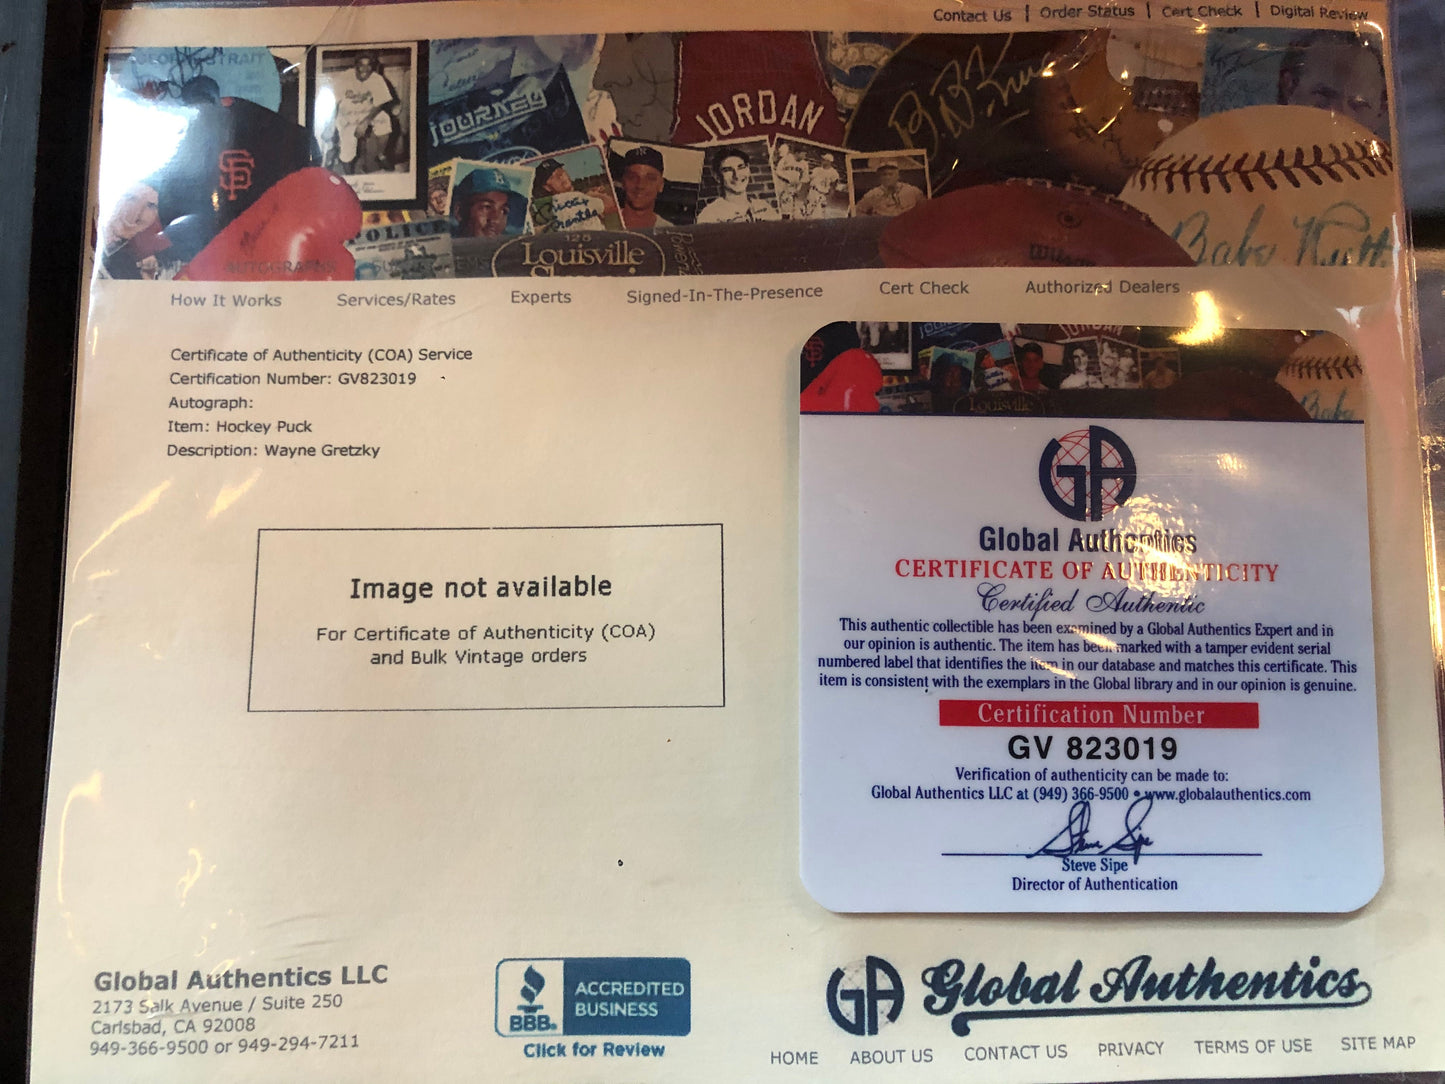 Contact Us | Order Status | Cert Check | Digital Review
JOURNEY
JORDAN
B.B. King
SF
POLICE
125
Louisville
Wilson
Babe Ruth
AUTOGRAPHS
How It Works Services/Rates Experts Signed-In-The-Presence Cert Check Authorized Dealers
Certificate of Authenticity (COA) Service
Certification Number: GV823019
Autograph:
Item: Hockey Puck
Description: Wayne Gretzky
Image not available
For Certificate of Authenticity (COA)
and Bulk Vintage orders
Louisville
Babe
GA
Global Authentics
CERTIFICATE OF AUTHENTICITY
Certified Authentic
This authentic collectible has been examined by a Global Authentics Expert and in
our opinion is authentic. The item has been marked with a tamper evident serial
numbered label that identifies the item in our database and matches this certificate. This
item is consistent with the exemplars in the Global library and in our opinion is genuine.
Certification Number
GV 823019
Verification of authenticity can be made to:
Global Authentics LLC at (949) 366-9500 • www.globalauthentics.com
Steve Sipe
Steve Sipe
Director of Authentication
Global Authentics LLC
2173 Salk Avenue / Suite 250
Carlsbad, CA 92008
949-366-9500 or 949-294-7211
BBB.
ACCREDITED
BUSINESS
Click for Review
GA Global Authentics
HOME ABOUT US CONTACT US PRIVACY TERMS OF USE SITE MAP